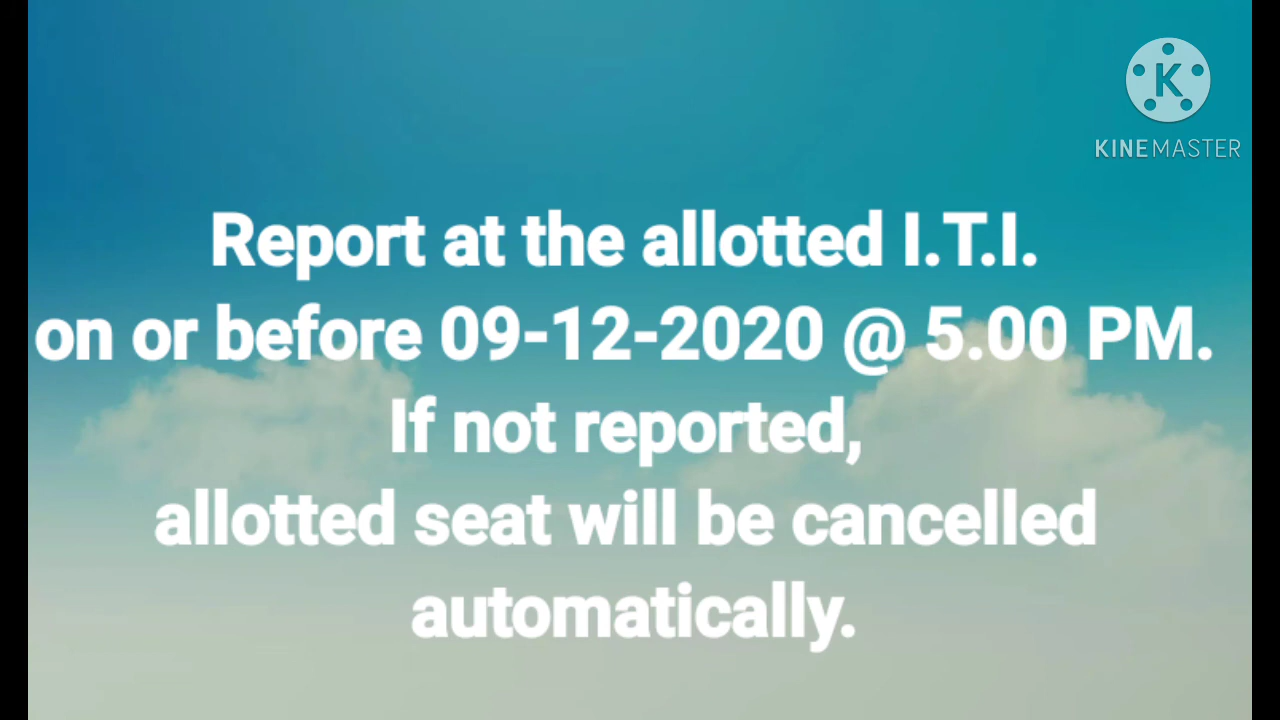 K
KINEMASTER
Report at the allotted I.T.I.
on or before 09-12-2020 @ 5.00 PM.
If not reported,
allotted seat will be cancelled
automatically.